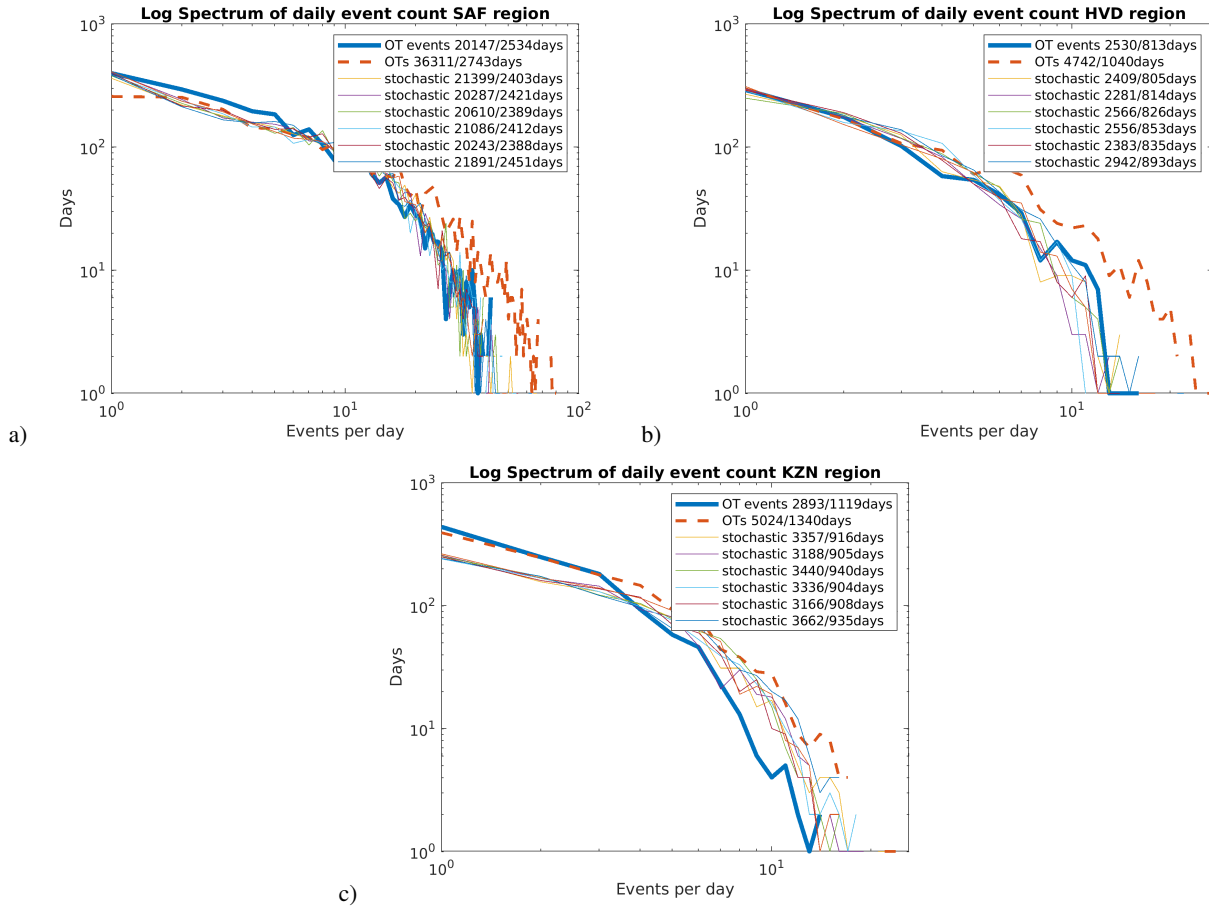 Log Spectrum of daily event count SAF region
10^3
10^2
10^1
10^0
Days
OT events 20147/2534days
OTs 36311/2743days
stochastic 21399/2403days
stochastic 20287/2421days
stochastic 20610/2389days
stochastic 21086/2412days
stochastic 20243/2388days
stochastic 21891/2451days
10^0
10^1
10^2
Events per day
a)
Log Spectrum of daily event count HVD region
10^3
10^2
10^1
10^0
Days
OT events 2530/813days
OTs 4742/1040days
stochastic 2409/805days
stochastic 2281/814days
stochastic 2566/826days
stochastic 2556/853days
stochastic 2383/835days
stochastic 2942/893days
10^0
10^1
Events per day
b)
Log Spectrum of daily event count KZN region
10^3
10^2
10^1
10^0
Days
OT events 2893/1119days
OTs 5024/1340days
stochastic 3357/916days
stochastic 3188/905days
stochastic 3440/940days
stochastic 3336/904days
stochastic 3166/908days
stochastic 3662/935days
10^0
10^1
Events per day
c)